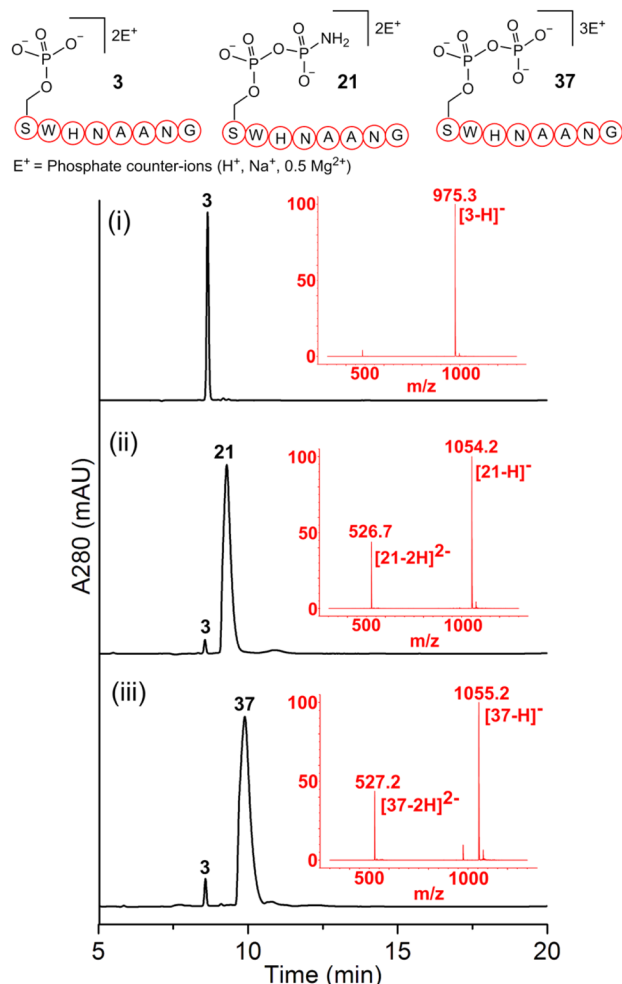 O⁻ P O O⁻ O 2E⁺ 3
O O⁻ P O O P NH₂ O⁻ 2E⁺ 21
O O⁻ P O O P O⁻ O⁻ 3E⁺ 37
S W H N A A N G
S W H N A A N G
S W H N A A N G
E⁺ = Phosphate counter-ions (H⁺, Na⁺, 0.5 Mg²⁺)
(i)
3
100
50
0
975.3
[3-H]⁻
500 1000
m/z
(ii)
21
3
100
50
0
1054.2
[21-H]⁻
526.7
[21-2H]²⁻
500 1000
m/z
A280 (mAU)
(iii)
37
3
100
50
0
1055.2
[37-H]⁻
527.2
[37-2H]²⁻
500 1000
m/z
5 10 15 20
Time (min)